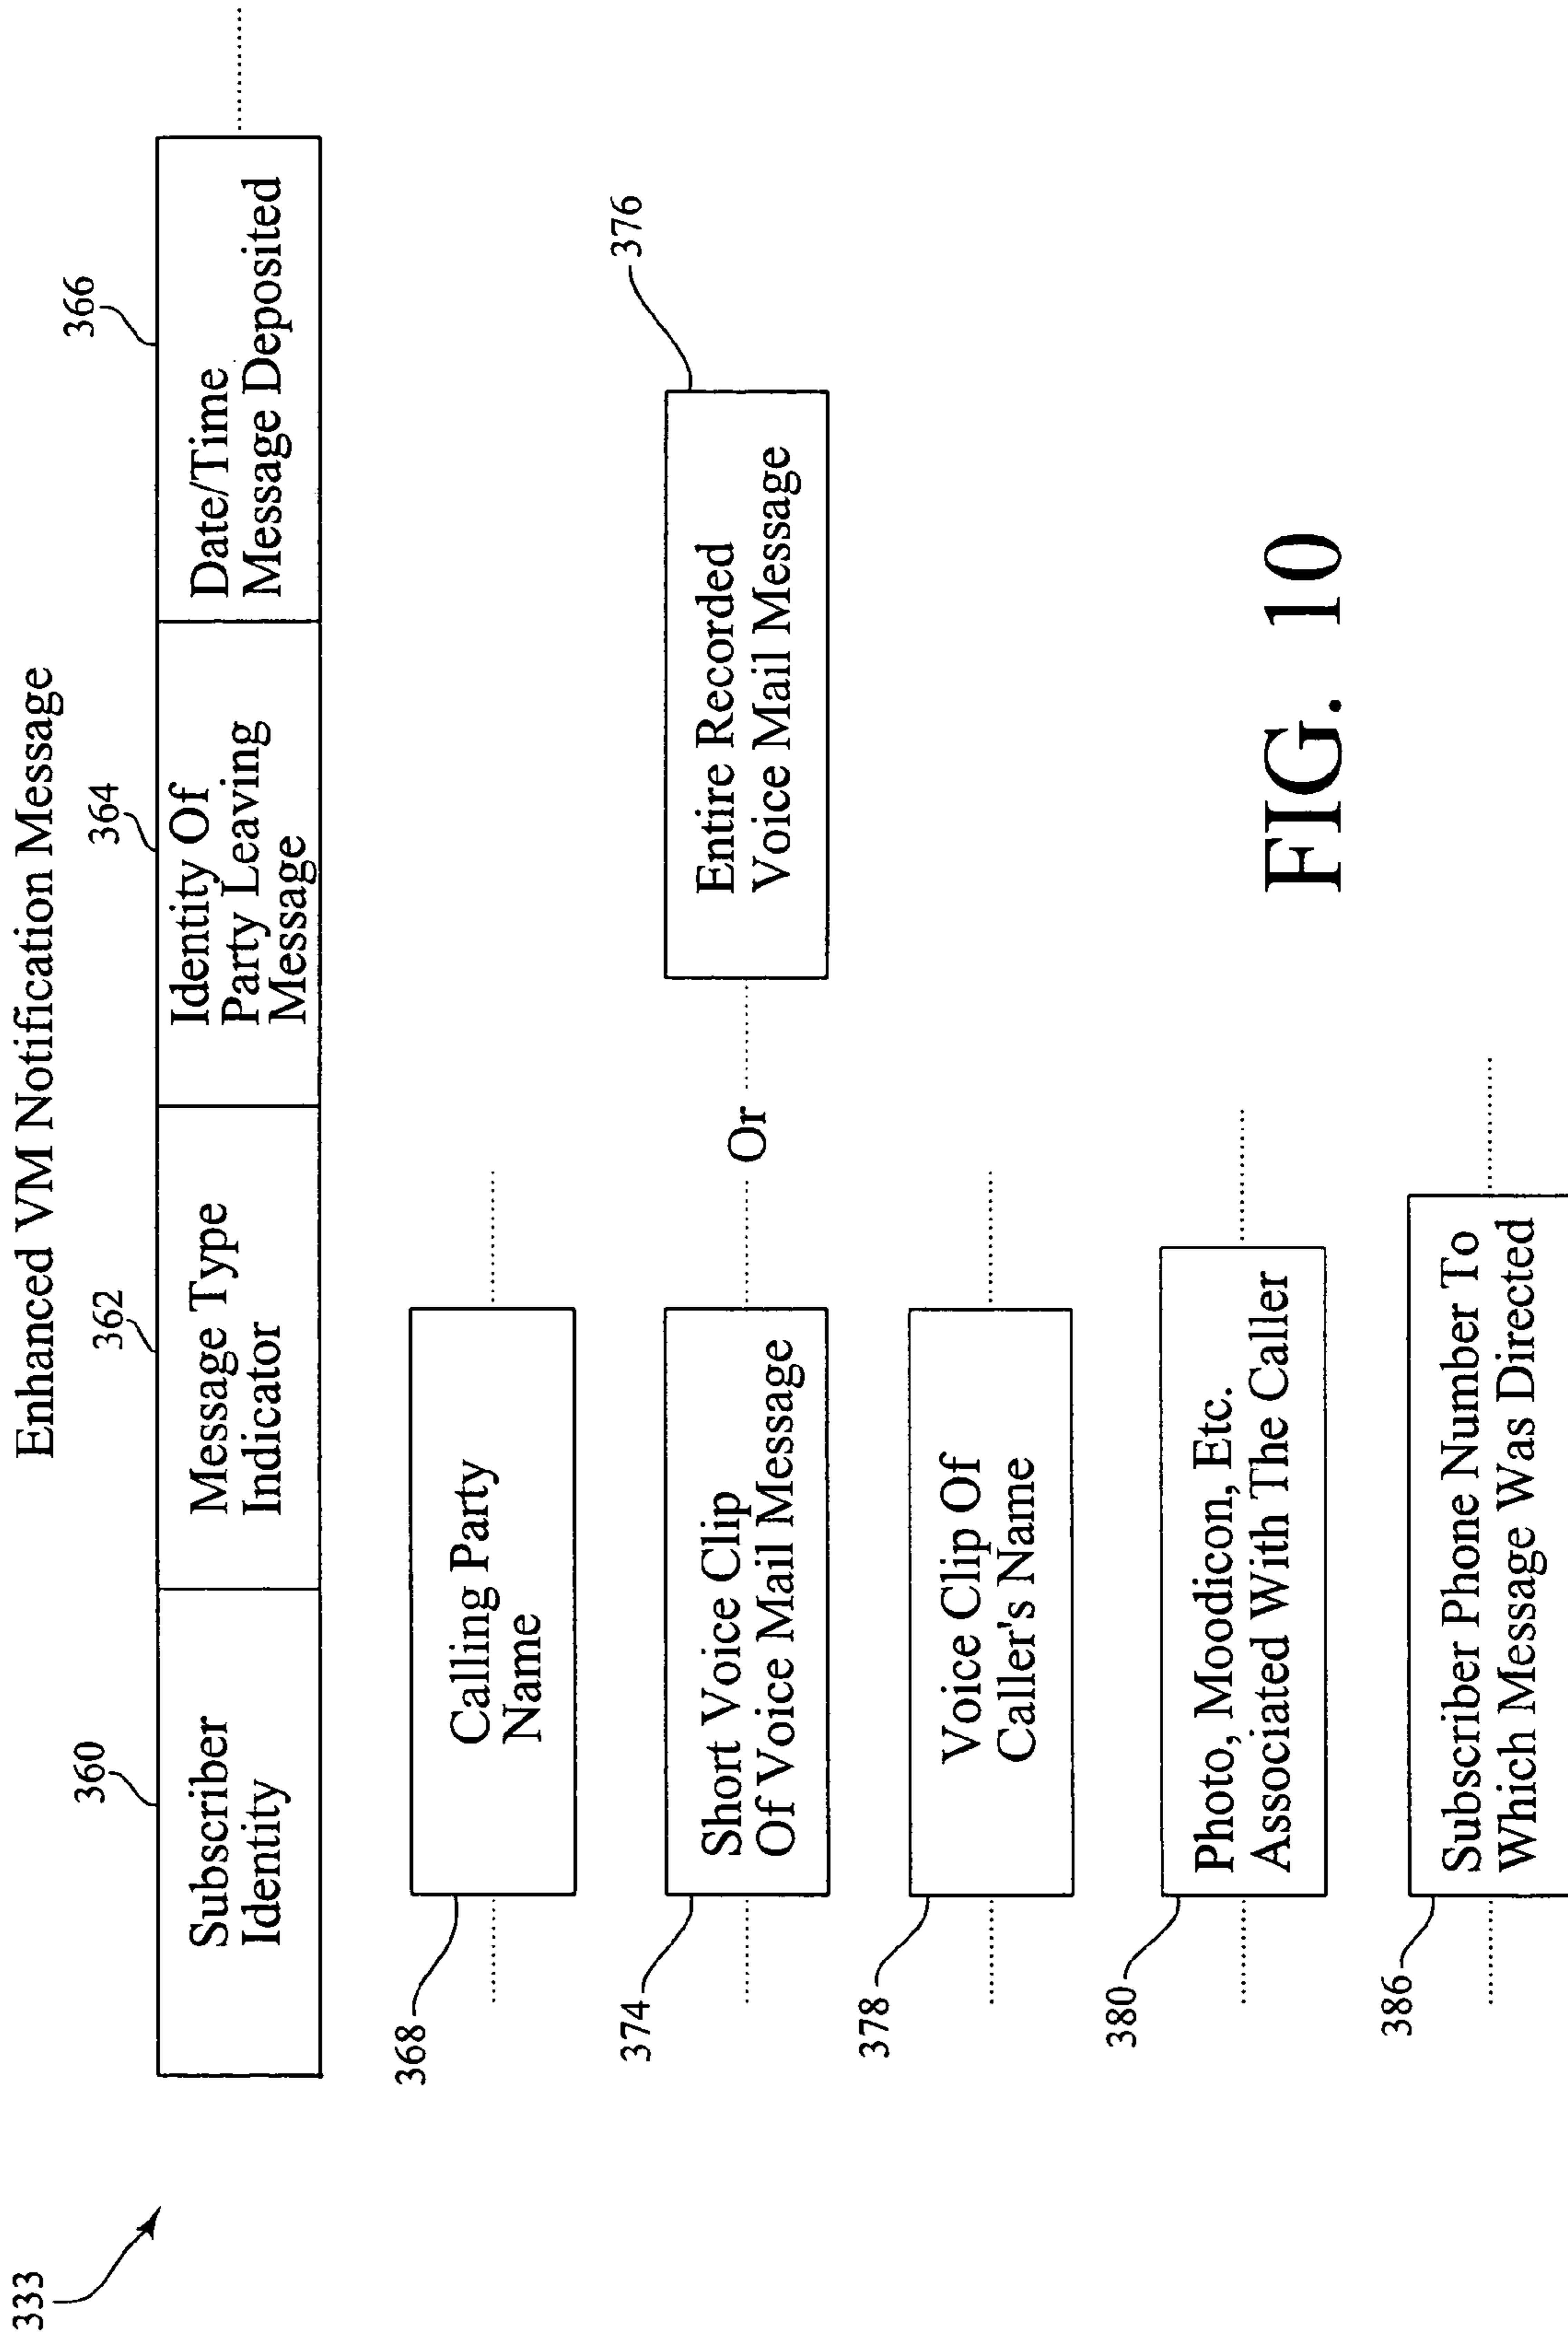 333
Enhanced VM Notification Message
360
362
364
366
Subscriber
Identity
Message Type
Indicator
Identity Of
Party Leaving
Message
Date/Time
Message Deposited
368
Calling Party
Name
374
Short Voice Clip
Of Voice Mail Message
Or
376
Entire Recorded
Voice Mail Message
378
Voice Clip Of
Caller's Name
380
Photo, Moodicon, Etc.
Associated With The Caller
386
Subscriber Phone Number To
Which Message Was Directed
FIG. 10